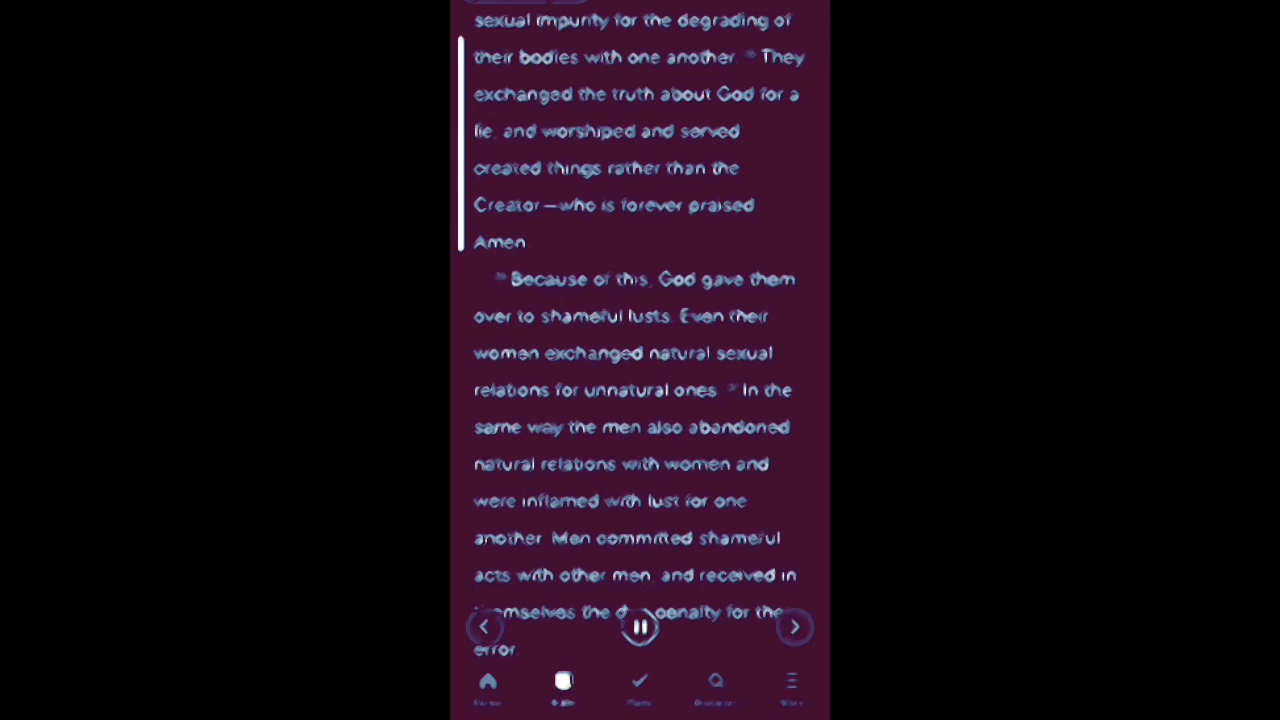 sexual impurity for the degrading of
their bodies with one another. They
exchanged the truth about God for a
lie, and worshiped and served
created things rather than the
Creator—who is forever praised.
Amen.
Because of this, God gave them
over to shameful lusts. Even their
women exchanged natural sexual
relations for unnatural ones. In the
same way the men also abandoned
natural relations with women and
were inflamed with lust for one
another. Men committed shameful
acts with other men, and received in
themselves the due penalty for their
error.